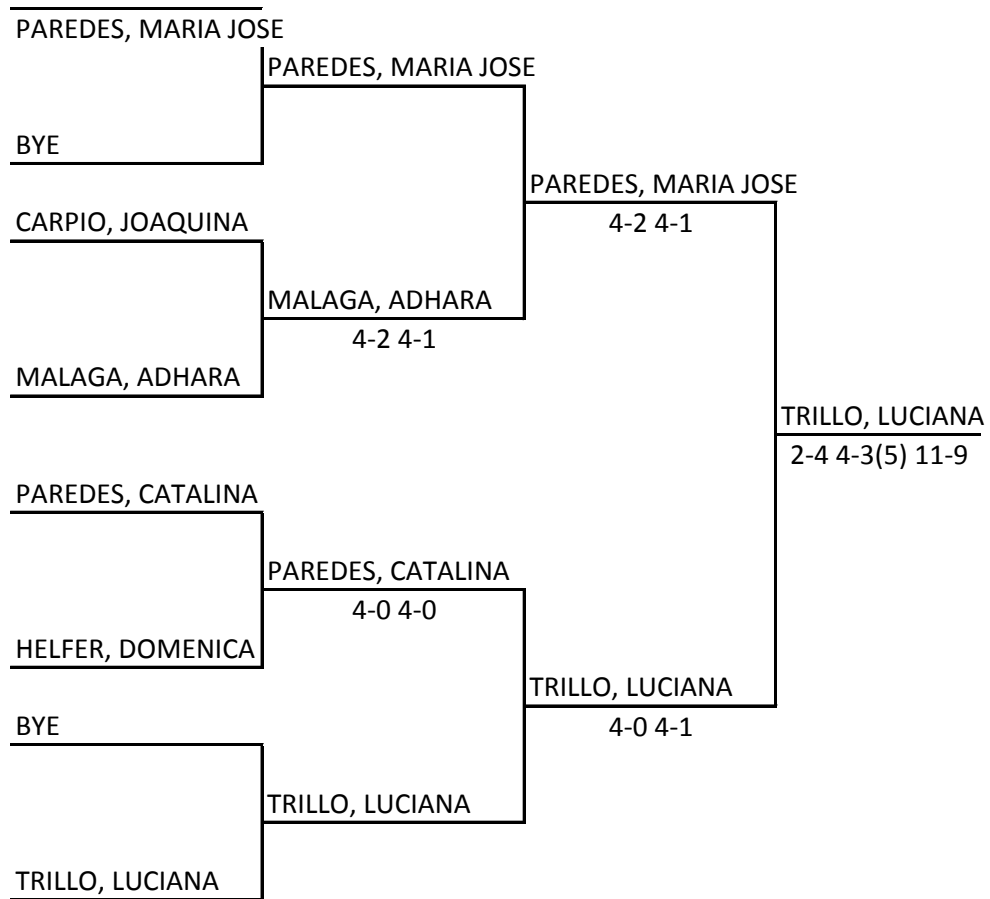 PAREDES, MARIA JOSE
PAREDES, MARIA JOSE
BYE
PAREDES, MARIA JOSE
CARPIO, JOAQUINA
4-2 4-1
MALAGA, ADHARA
4-2 4-1
MALAGA, ADHARA
TRILLO, LUCIANA
2-4 4-3(5) 11-9
PAREDES, CATALINA
PAREDES, CATALINA
4-0 4-0
HELFER, DOMENICA
TRILLO, LUCIANA
BYE
4-0 4-1
TRILLO, LUCIANA
TRILLO, LUCIANA